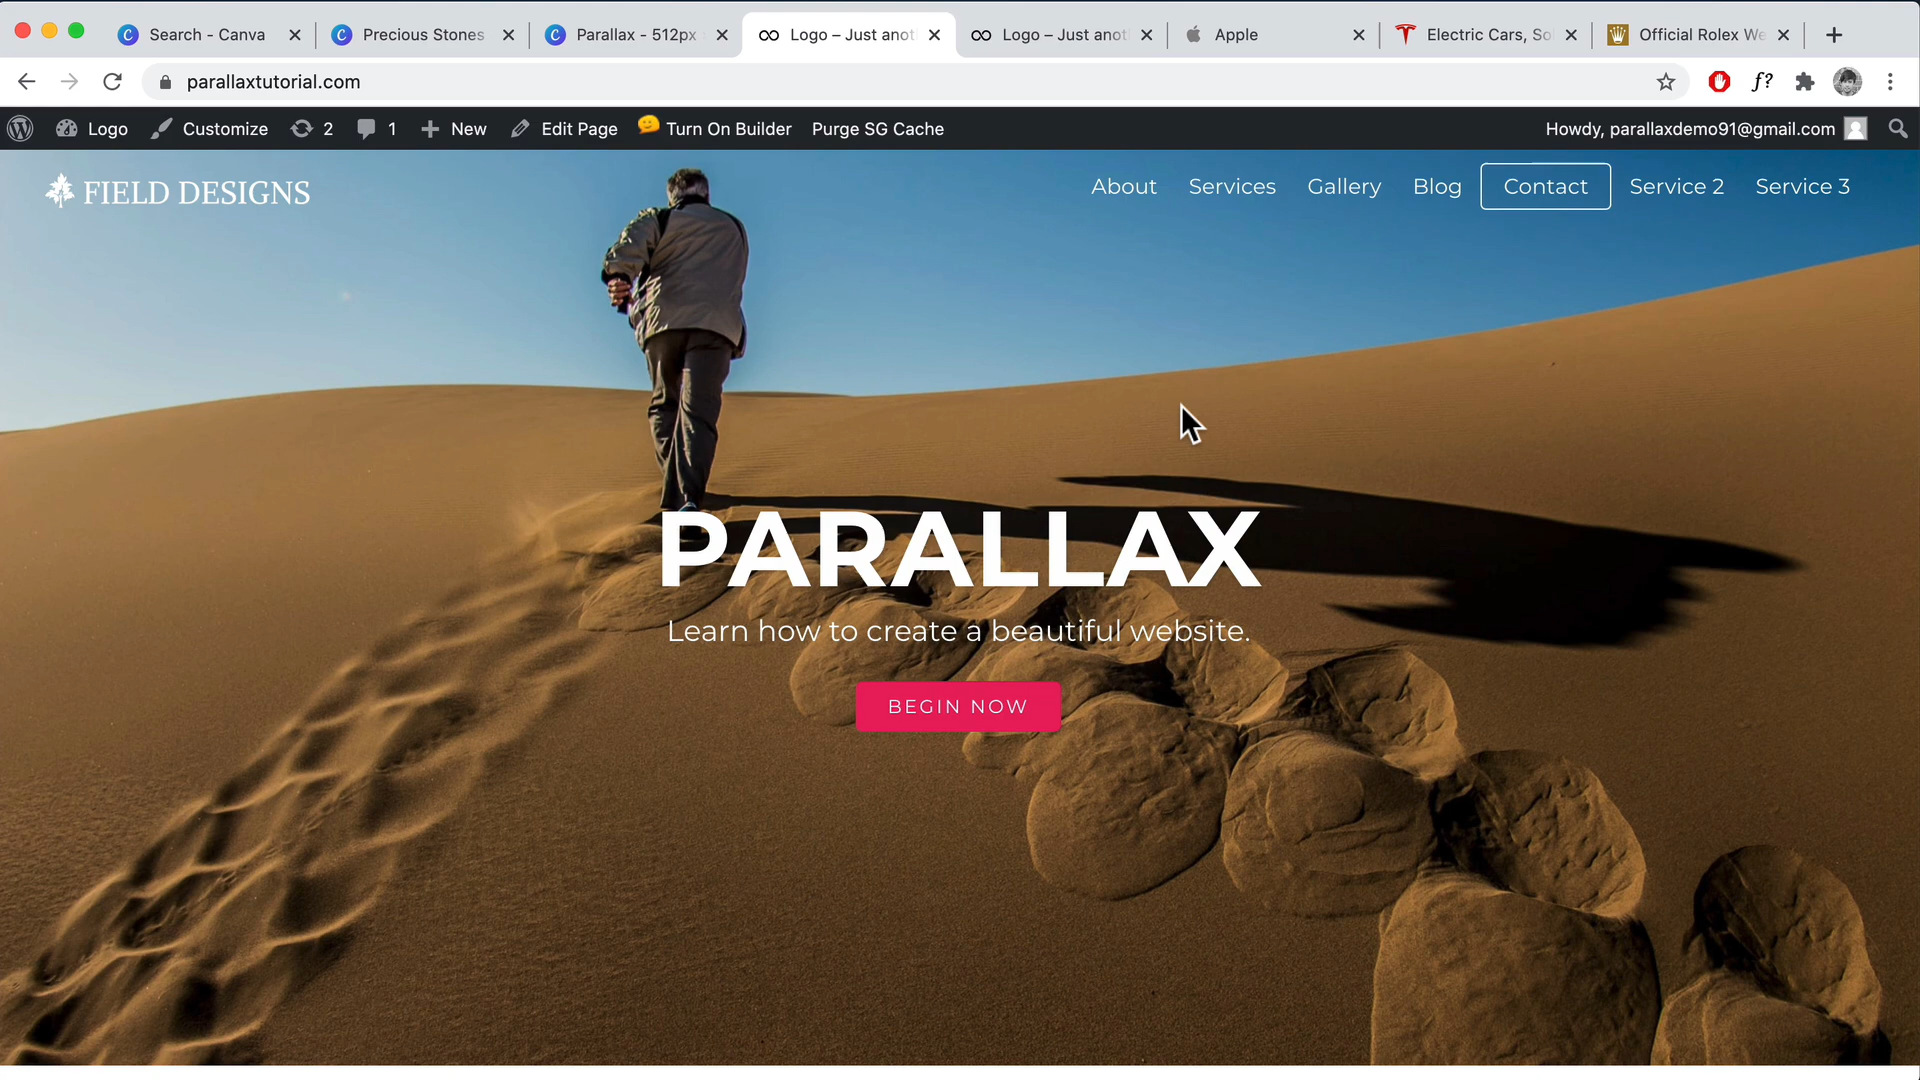 Search - Canva
Precious Stones
Parallax - 512px
Logo – Just anot
Logo – Just anot
Apple
Electric Cars, So
Official Rolex We
parallaxtutorial.com
f?
Logo
Customize
2
1
New
Edit Page
Turn On Builder
Purge SG Cache
Howdy, parallaxdemo91@gmail.com
FIELD DESIGNS
About
Services
Gallery
Blog
Contact
Service 2
Service 3
PARALLAX
Learn how to create a beautiful website.
BEGIN NOW